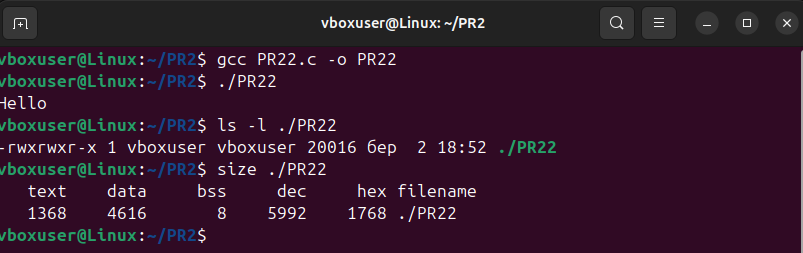 vboxuser@Linux: ~/PR2
vboxuser@Linux:~/PR2$ gcc PR22.c -o PR22
vboxuser@Linux:~/PR2$ ./PR22
Hello
vboxuser@Linux:~/PR2$ ls -l ./PR22
-rwxrwxr-x 1 vboxuser vboxuser 20016 бер  2 18:52 ./PR22
vboxuser@Linux:~/PR2$ size ./PR22
   text    data     bss     dec     hex filename
   1368    4616       8    5992    1768 ./PR22
vboxuser@Linux:~/PR2$